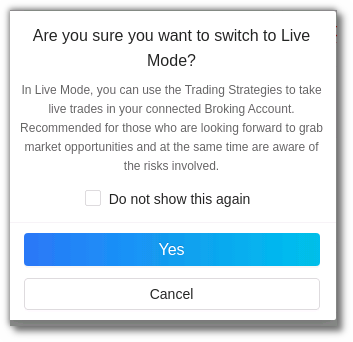 Are you sure you want to switch to Live
Mode?
In Live Mode, you can use the Trading Strategies to take
live trades in your connected Broking Account.
Recommended for those who are looking forward to grab
market opportunities and at the same time are aware of
the risks involved.
Do not show this again
Yes
Cancel